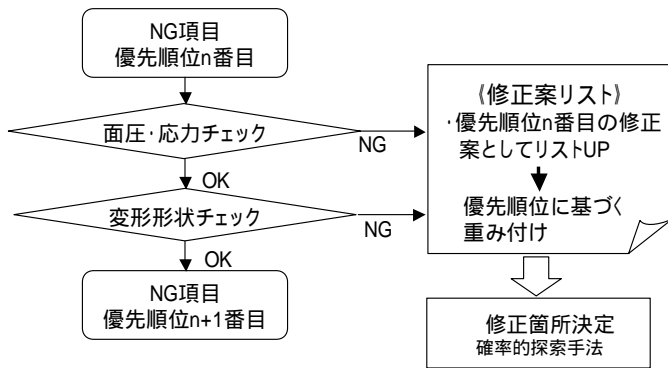 NG項目
優先順位n番目
面圧・応力チェック
NG
OK
変形形状チェック
NG
OK
NG項目
優先順位n+1番目
《修正案リスト》
・優先順位n番目の修正
案としてリストUP
優先順位に基づく
重み付け
修正箇所決定
確率的探索手法